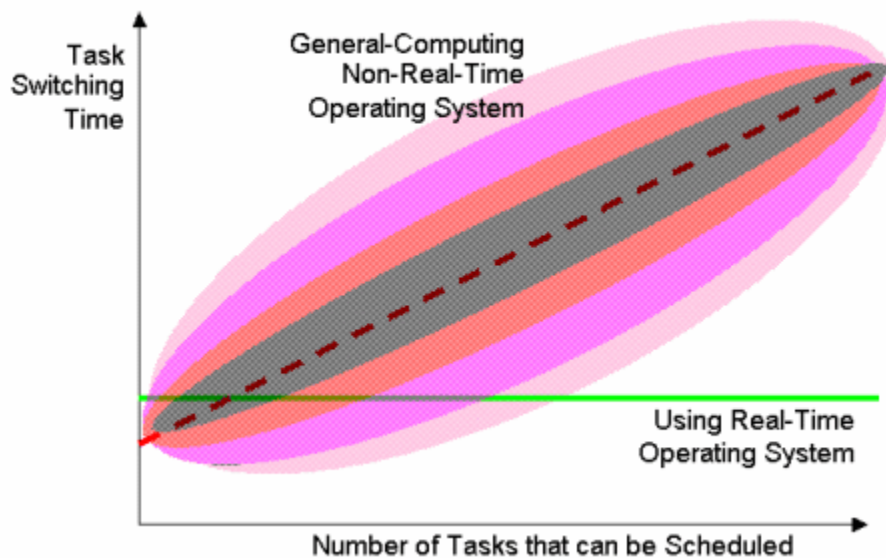 Task
Switching
Time
General-Computing
Non-Real-Time
Operating System
Using Real-Time
Operating System
Number of Tasks that can be Scheduled